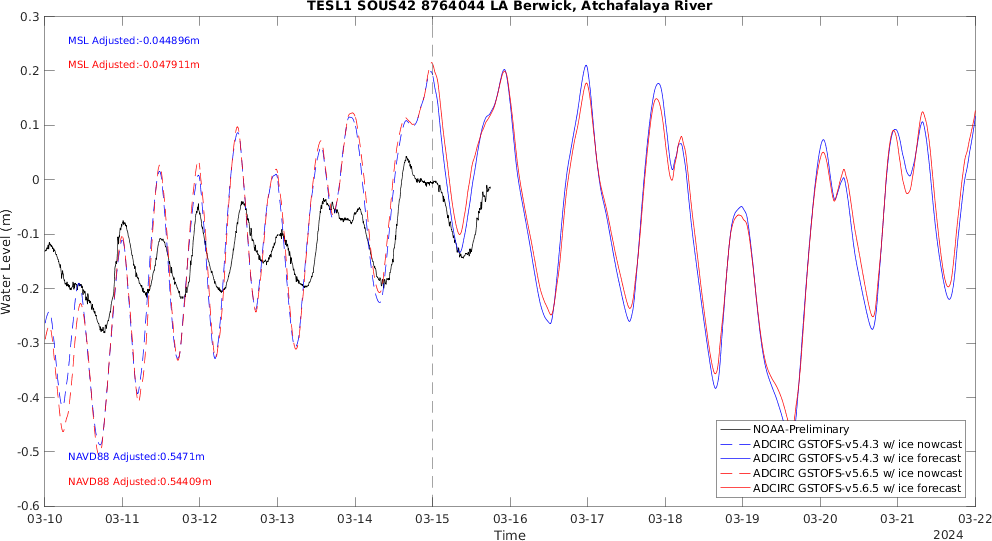 TESL1 SOUS42 8764044 LA Berwick, Atchafalaya River
0.3
MSL Adjusted:-0.044896m
MSL Adjusted:-0.047911m
0.2
0.1
0
-0.1
-0.2
-0.3
-0.4
-0.5
-0.6
Water Level (m)
NAVD88 Adjusted:0.5471m
NAVD88 Adjusted:0.54409m
NOAA-Preliminary
ADCIRC GSTOFS-v5.4.3 w/ ice nowcast
ADCIRC GSTOFS-v5.4.3 w/ ice forecast
ADCIRC GSTOFS-v5.6.5 w/ ice nowcast
ADCIRC GSTOFS-v5.6.5 w/ ice forecast
03-10 03-11 03-12 03-13 03-14 03-15 03-16 03-17 03-18 03-19 03-20 03-21 03-22
Time
2024